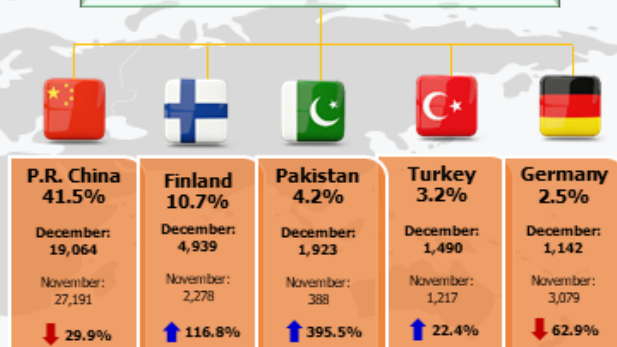 P.R. China
41.5%
December:
19,064
November:
27,191
29.9%
Finland
10.7%
December:
4,939
November:
2,278
116.8%
Pakistan
4.2%
December:
1,923
November:
388
395.5%
Turkey
3.2%
December:
1,490
November:
1,217
22.4%
Germany
2.5%
December:
1,142
November:
3,079
62.9%